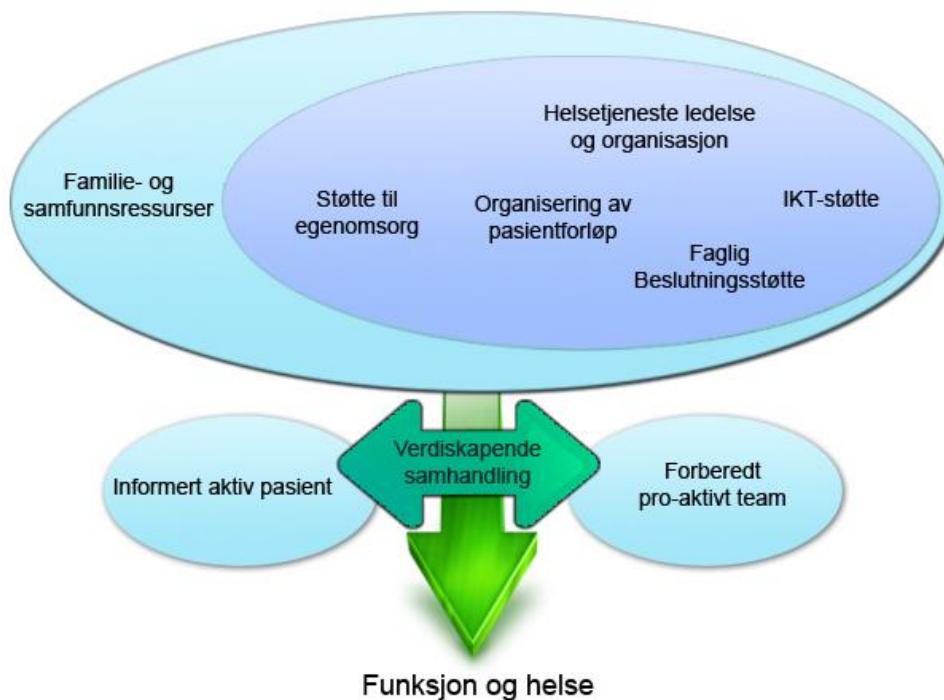 Helsetjeneste ledelse
og organisasjon
Familie- og
samfunnsressurser
Støtte til
egenomsorg
Organisering av
pasientforløp
IKT-støtte
Faglig
Beslutningsstøtte
Verdiskapende
samhandling
Informert aktiv pasient
Forberedt
pro-aktivt team
Funksjon og helse